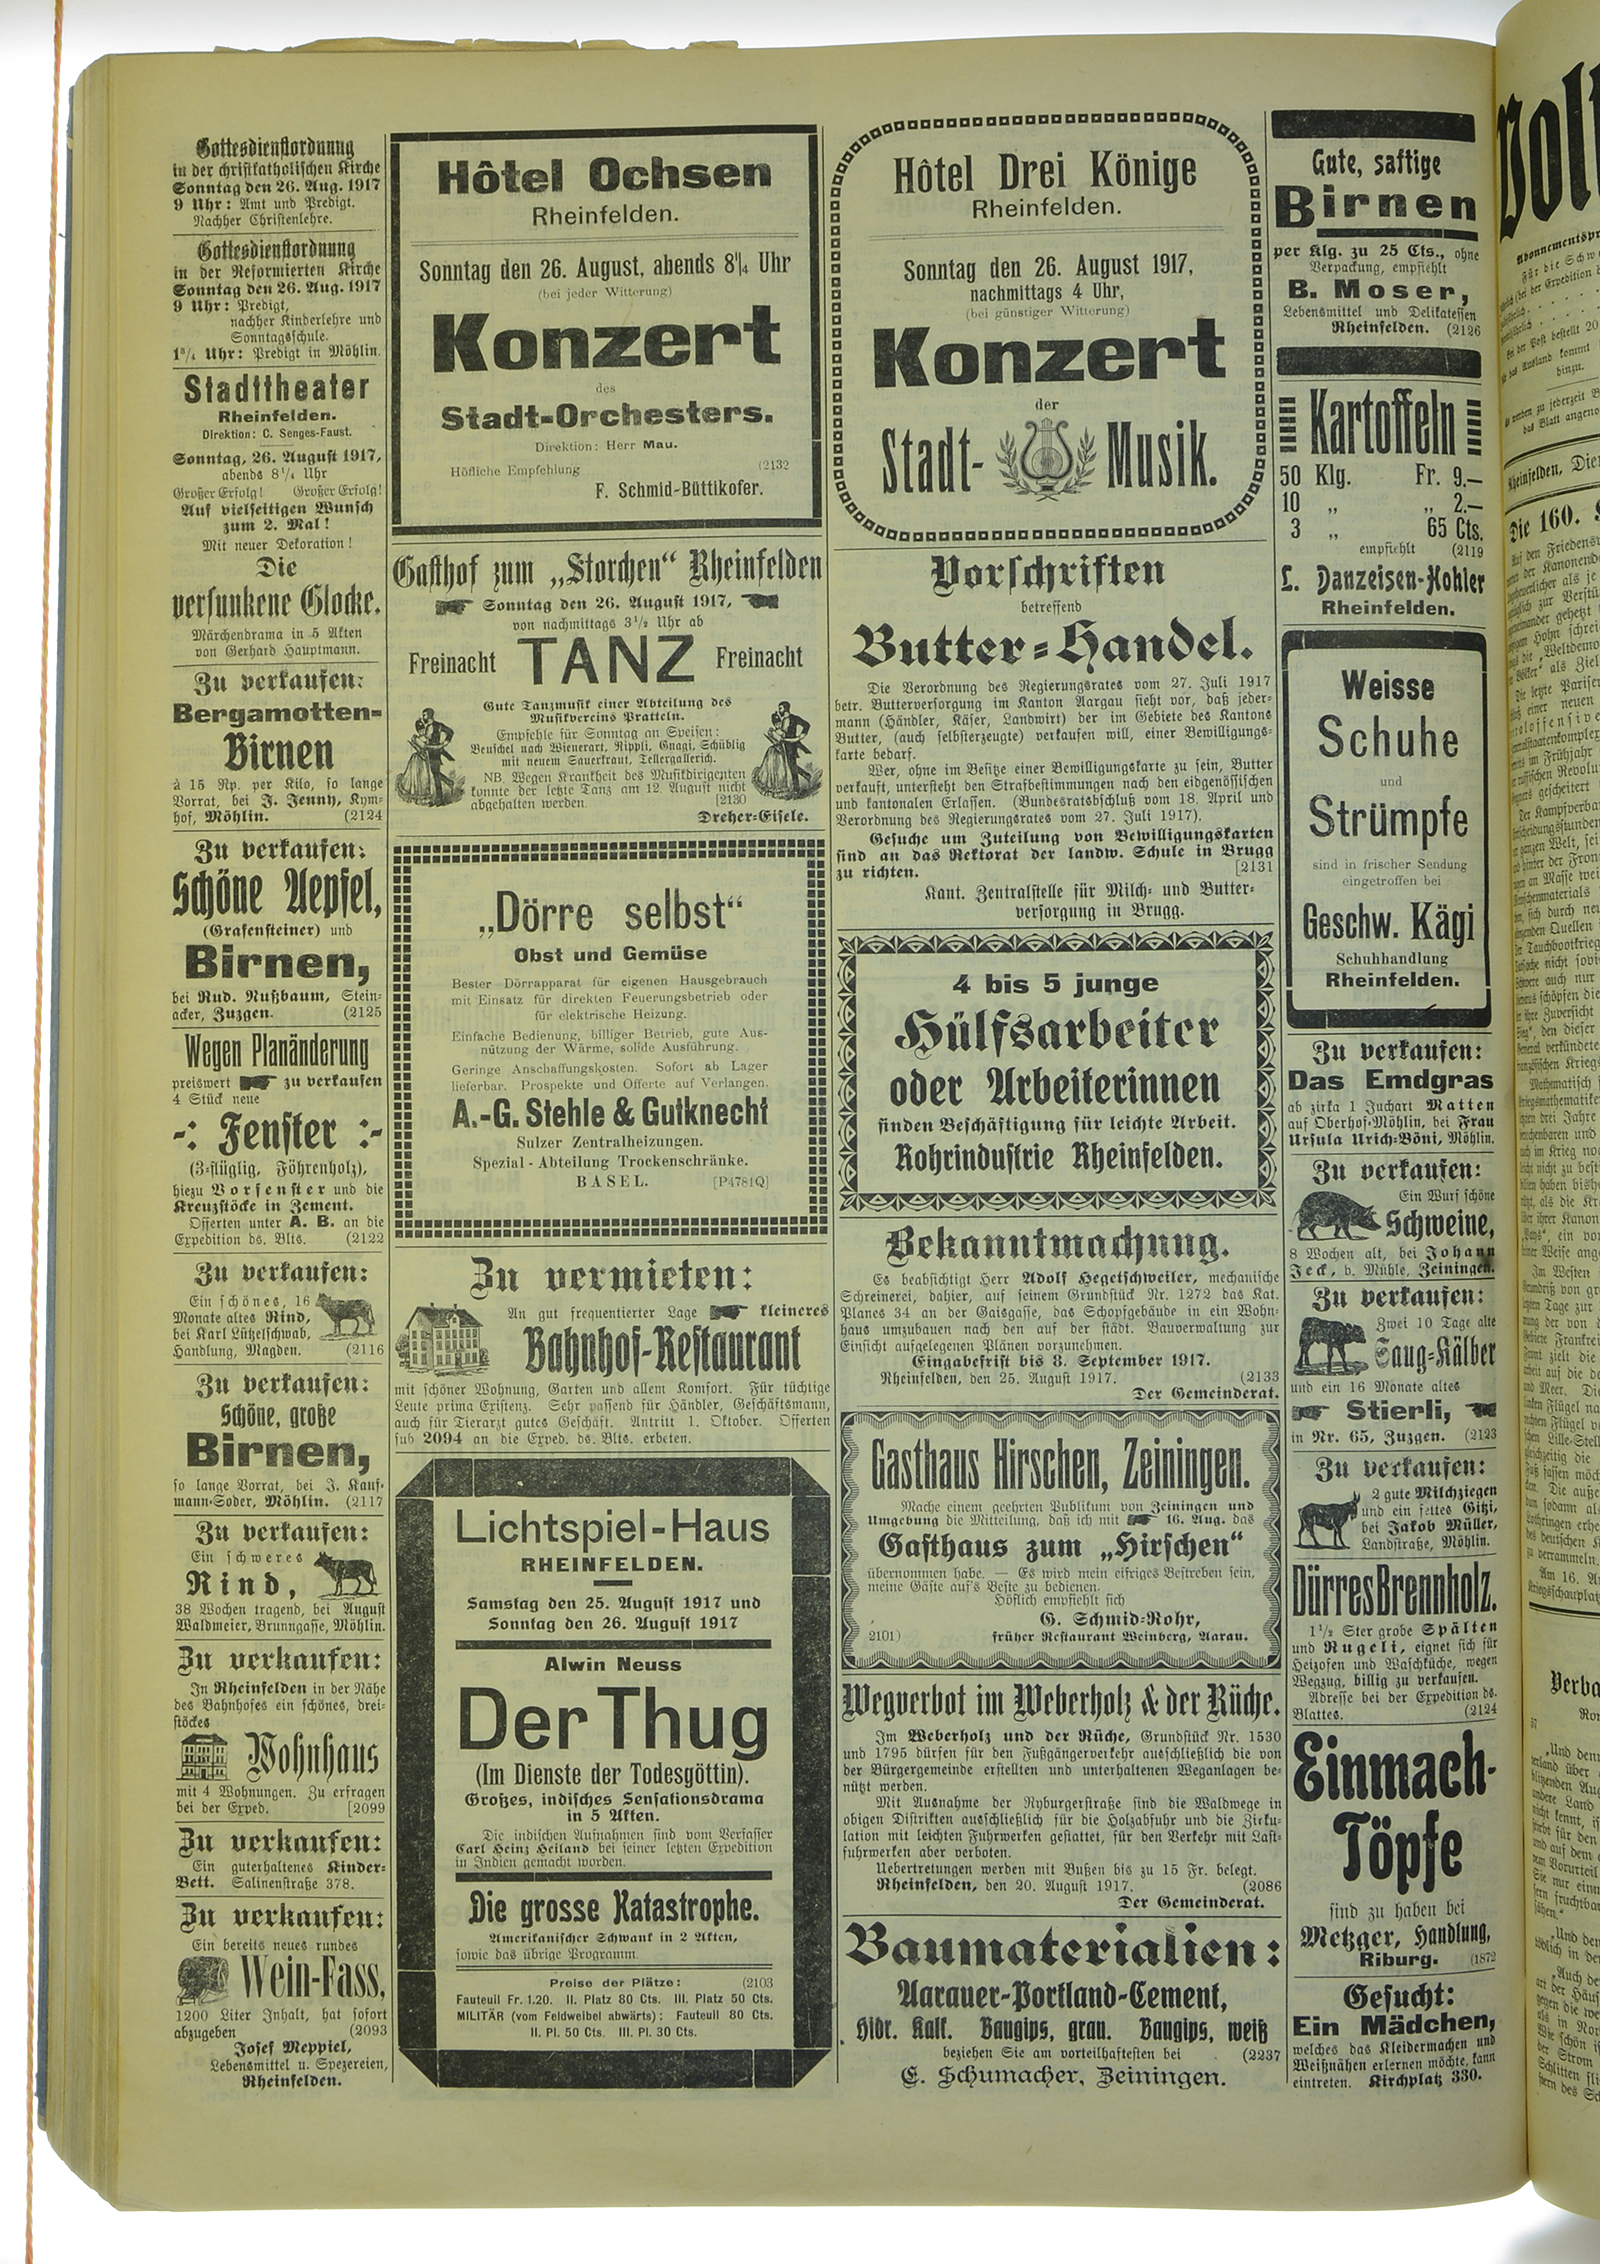 Gottesdienstordnung
in der christkatholischen Kirche
Sonntag den 26. Aug. 1917
9 Uhr: Amt und Predigt.
Nachher Christenlehre.
Gottesdienstordnung
in der Reformierten Kirche
Sonntag den 26. Aug. 1917
9 Uhr: Predigt,
nachher Kinderlehre und
Sonntagsschule.
1³/₄ Uhr: Predigt in Möhlin.
Stadttheater
Rheinfelden.
Direktion: C. Senges-Faust.
Sonntag, 26. August 1917,
abends 8¹/₄ Uhr
Großer Erfolg! Großer Erfolg!
Auf vielseitigen Wunsch
zum 2. Mal!
Mit neuer Dekoration!
Die
versunkene Glocke.
Märchendrama in 5 Akten
von Gerhard Hauptmann.
Zu verkaufen:
Bergamotten-
Birnen
à 15 Rp. per Kilo, so lange
Vorrat, bei J. Jenny, Kym-
hof, Möhlin. (2124
Zu verkaufen:
Schöne Aepfel,
(Grafensteiner) und
Birnen,
bei Rud. Nußbaum, Stein-
acker, Zuzgen. (2125
Wegen Planänderung
preiswert zu verkaufen
4 Stück neue
-: Fenster :-
(3-flüglig, Föhrenholz),
hiezu Vorfenster und die
Kreuzstöcke in Zement.
Offerten unter A. B. an die
Expedition ds. Blts. (2122
Zu verkaufen:
Ein schönes, 16
Monate altes Rind,
bei Karl Lützelschwab,
Handlung, Magden. (2116
Zu verkaufen:
Schöne, große
Birnen,
so lange Vorrat, bei J. Kauf-
mann-Soder, Möhlin. (2117
Zu verkaufen:
Ein schweres
Rind,
38 Wochen tragend, bei August
Waldmeier, Brunngasse, Möhlin.
Zu verkaufen:
In Rheinfelden in der Nähe
des Bahnhofes ein schönes, drei-
stöckes
Wohnhaus
mit 4 Wohnungen. Zu erfragen
bei der Exped. [2099
Zu verkaufen:
Ein guterhaltenes Kinder-
Bett. Salinenstraße 378.
Zu verkaufen:
Ein bereits neues rundes
Wein-Fass,
1200 Liter Inhalt, hat sofort
abzugeben (2093
Josef Meppiel,
Lebensmittel u. Spezereien,
Rheinfelden.
Hôtel Ochsen
Rheinfelden.
Sonntag den 26. August, abends 8¹/₄ Uhr
(bei jeder Witterung)
Konzert
des
Stadt-Orchesters.
Direktion: Herr Mau.
Höfliche Empfehlung (2132
F. Schmid-Büttikofer.
Gasthof zum „Storchen“ Rheinfelden
Sonntag den 26. August 1917,
von nachmittags 3¹/₂ Uhr ab
Freinacht TANZ Freinacht
Gute Tanzmusik einer Abteilung des
Musikvereins Pratteln.
Empfehle für Sonntag an Speisen:
Beuschel nach Wienerart, Rippli, Gnagi, Schüblig
mit neuem Sauerkraut, Tellergallerich.
NB. Wegen Krankheit des Musikdirigenten
konnte der letzte Tanz am 12. August nicht
abgehalten werden. [2130
Dreher-Eisele.
„Dörre selbst“
Obst und Gemüse
Bester Dörrapparat für eigenen Hausgebrauch
mit Einsatz für direkten Feuerungsbetrieb oder
für elektrische Heizung.
Einfache Bedienung, billiger Betrieb, gute Aus-
nützung der Wärme, solide Ausführung.
Geringe Anschaffungskosten. Sofort ab Lager
lieferbar. Prospekte und Offerte auf Verlangen.
A.-G. Stehle & Gutknecht
Sulzer Zentralheizungen.
Spezial-Abteilung Trockenschränke.
BASEL. [P4781Q]
Zu vermieten:
An gut frequentierter Lage kleineres
Bahnhof-Restaurant
mit schöner Wohnung, Garten und allem Komfort. Für tüchtige
Leute prima Existenz. Sehr passend für Händler, Geschäftsmann,
auch für Tierarzt gutes Geschäft. Antritt 1. Oktober. Offerten
sub 2094 an die Exped. ds. Blts. erbeten.
Lichtspiel-Haus
RHEINFELDEN.
Samstag den 25. August 1917 und
Sonntag den 26. August 1917
Alwin Neuss
Der Thug
(Im Dienste der Todesgöttin).
Großes, indisches Sensationsdrama
in 5 Akten.
Die indischen Aufnahmen sind vom Verfasser
Carl Heinz Heiland bei seiner letzten Expedition
in Indien gemacht worden.
Die grosse Katastrophe.
Amerikanischer Schwank in 2 Akten,
sowie das übrige Programm.
Preise der Plätze: (2103
Fauteuil Fr. 1.20. II. Platz 80 Cts. III. Platz 50 Cts.
MILITÄR (vom Feldweibel abwärts): Fauteuil 80 Cts.
II. Pl. 50 Cts. III. Pl. 30 Cts.
Hôtel Drei Könige
Rheinfelden.
Sonntag den 26. August 1917,
nachmittags 4 Uhr,
(bei günstiger Witterung)
Konzert
der
Stadt-Musik.
Vorschriften
betreffend
Butter-Handel.
Die Verordnung des Regierungsrates vom 27. Juli 1917
betr. Butterversorgung im Kanton Aargau sieht vor, daß jeder-
mann (Händler, Käser, Landwirt) der im Gebiete des Kantons
Butter, (auch selbsterzeugte) verkaufen will, einer Bewilligungs-
karte bedarf.
Wer, ohne im Besitze einer Bewilligungskarte zu sein, Butter
verkauft, untersteht den Strafbestimmungen nach den eidgenössischen
und kantonalen Erlassen. (Bundesratsbeschluß vom 18. April und
Verordnung des Regierungsrates vom 27. Juli 1917).
Gesuche um Zuteilung von Bewilligungskarten
sind an das Rektorat der landw. Schule in Brugg
zu richten. [2131
Kant. Zentralstelle für Milch- und Butter-
versorgung in Brugg.
4 bis 5 junge
Hülfsarbeiter
oder Arbeiterinnen
finden Beschäftigung für leichte Arbeit.
Rohrindustrie Rheinfelden.
Bekanntmachung.
Es beabsichtigt Herr Adolf Hegetschweiler, mechanische
Schreinerei, dahier, auf seinem Grundstück Nr. 1272 das Kat.
Planes 34 an der Gaisgasse, das Schopfgebäude in ein Wohn-
haus umzubauen nach den auf der städt. Bauverwaltung zur
Einsicht aufgelegenen Plänen vorzunehmen.
Eingabefrist bis 8. September 1917.
Rheinfelden, den 25. August 1917. (2133
Der Gemeinderat.
Gasthaus Hirschen, Zeiningen.
Mache einem geehrten Publikum von Zeiningen und
Umgebung die Mitteilung, daß ich mit 16. Aug. das
Gasthaus zum „Hirschen“
übernommen habe. — Es wird mein eifriges Bestreben sein,
meine Gäste auf's Beste zu bedienen.
Höflich empfiehlt sich
G. Schmid-Rohr,
2101) früher Restaurant Weinberg, Aarau.
Wegverbot im Weberholz & der Rüche.
Im Weberholz und der Rüche, Grundstück Nr. 1530
und 1795 dürfen für den Fußgängerverkehr ausschließlich die von
der Bürgergemeinde erstellten und unterhaltenen Weganlagen be-
nützt werden.
Mit Ausnahme der Ryburgerstraße sind die Waldwege in
obigen Distrikten ausschließlich für die Holzabfuhr und die Zirku-
lation mit leichten Fuhrwerken gestattet, für den Verkehr mit Last-
fuhrwerken aber verboten.
Uebertretungen werden mit Bußen bis zu 15 Fr. belegt.
Rheinfelden, den 20. August 1917. (2086
Der Gemeinderat.
Baumaterialien:
Aarauer-Portland-Cement,
Hidr. Kalk. Baugips, grau. Baugips, weiß
beziehen Sie am vorteilhaftesten bei (2237
E. Schumacher, Zeiningen.
Gute, saftige
Birnen
per Klg. zu 25 Cts., ohne
Verpackung, empfiehlt
B. Moser,
Lebensmittel und Delikatessen
Rheinfelden. (2126
Kartoffeln
50 Klg. Fr. 9.—
10 „ „ 2.—
3 „ 65 Cts.
empfiehlt (2119
L. Danzeisen-Kohler
Rheinfelden.
Weisse
Schuhe
und
Strümpfe
sind in frischer Sendung
eingetroffen bei
Geschw. Kägi
Schuhhandlung
Rheinfelden.
Zu verkaufen:
Das Emdgras
ab zirka 1 Juchart Matten
auf Oberhof-Möhlin, bei Frau
Ursula Urich-Böni, Möhlin.
Zu verkaufen:
Ein Wurf schöne
Schweine,
8 Wochen alt, bei Johann
Jeck, b. Mühle, Zeiningen.
Zu verkaufen:
Zwei 10 Tage alte
Saug-Kälber
und ein 16 Monate altes
Stierli,
in Nr. 65, Zuzgen. (2123
Zu verkaufen:
2 gute Milchziegen
und ein fettes Gitzi,
bei Jakob Müller,
Landstraße, Möhlin.
Dürres Brennholz.
1¹/₂ Ster grobe Spälten
und Rugeli, eignet sich für
Heizofen und Waschküche, wegen
Wegzug, billig zu verkaufen.
Adresse bei der Expedition ds.
Blattes. (2124
Einmach-
Töpfe
sind zu haben bei
Metzger, Handlung,
Riburg. (1872
Gesucht:
Ein Mädchen,
welches das Kleidermachen und
Weißnähen erlernen möchte, kann
eintreten. Kirchplatz 330.